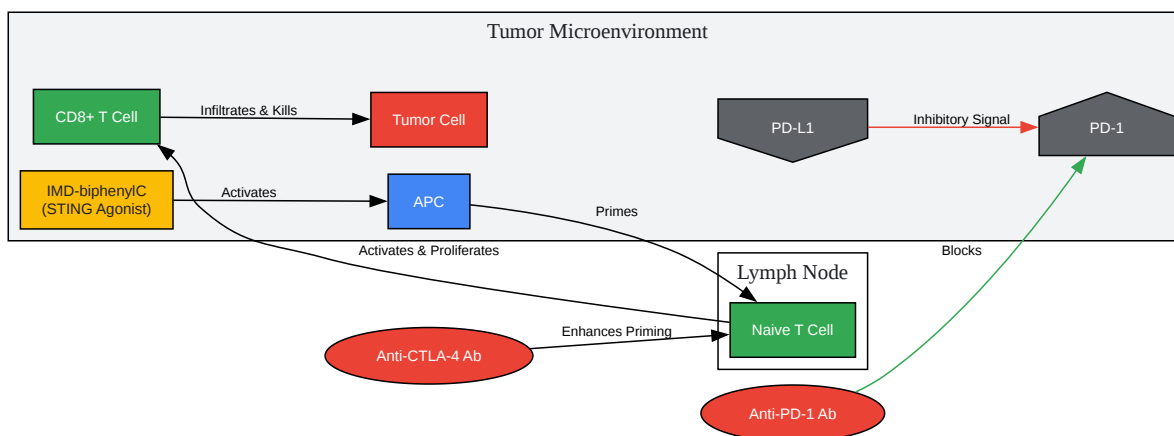 Tumor Microenvironment
CD8+ T Cell
Infiltrates & Kills
Tumor Cell
PD-L1
Inhibitory Signal
PD-1
IMD-biphenylC
(STING Agonist)
Activates
APC
Primes
Activates & Proliferates
Blocks
Lymph Node
Naive T Cell
Enhances Priming
Anti-CTLA-4 Ab
Anti-PD-1 Ab